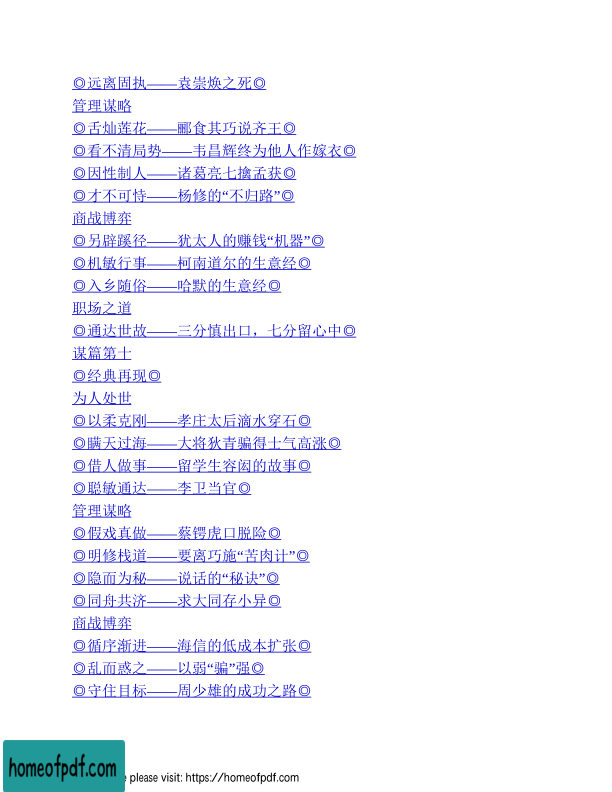 ◎远离固执——袁崇焕之死◎
管理谋略
◎舌灿莲花——郦食其巧说齐王◎
◎看不清局势——韦昌辉终为他人作嫁衣◎
◎因性制人——诸葛亮七擒孟获◎
◎才不可恃——杨修的“不归路”◎
商战博弈
◎另辟蹊径——犹太人的赚钱“机器”◎
◎机敏行事——柯南道尔的生意经◎
◎入乡随俗——哈默的生意经◎
职场之道
◎通达世故——三分慎出口，七分留心中◎
谋篇第十
◎经典再现◎
为人处世
◎以柔克刚——孝庄太后滴水穿石◎
◎瞒天过海——大将狄青骗得士气高涨◎
◎借人做事——留学生容闳的故事◎
◎聪敏通达——李卫当官◎
管理谋略
◎假戏真做——蔡锷虎口脱险◎
◎明修栈道——要离巧施“苦肉计”◎
◎隐而为秘——说话的“秘诀”◎
◎同舟共济——求大同存小异◎
商战博弈
◎循序渐进——海信的低成本扩张◎
◎乱而惑之——以弱“骗”强◎
◎守住目标——周少雄的成功之路◎
homeofpdf.com
e please visit: https://homeofpdf.com